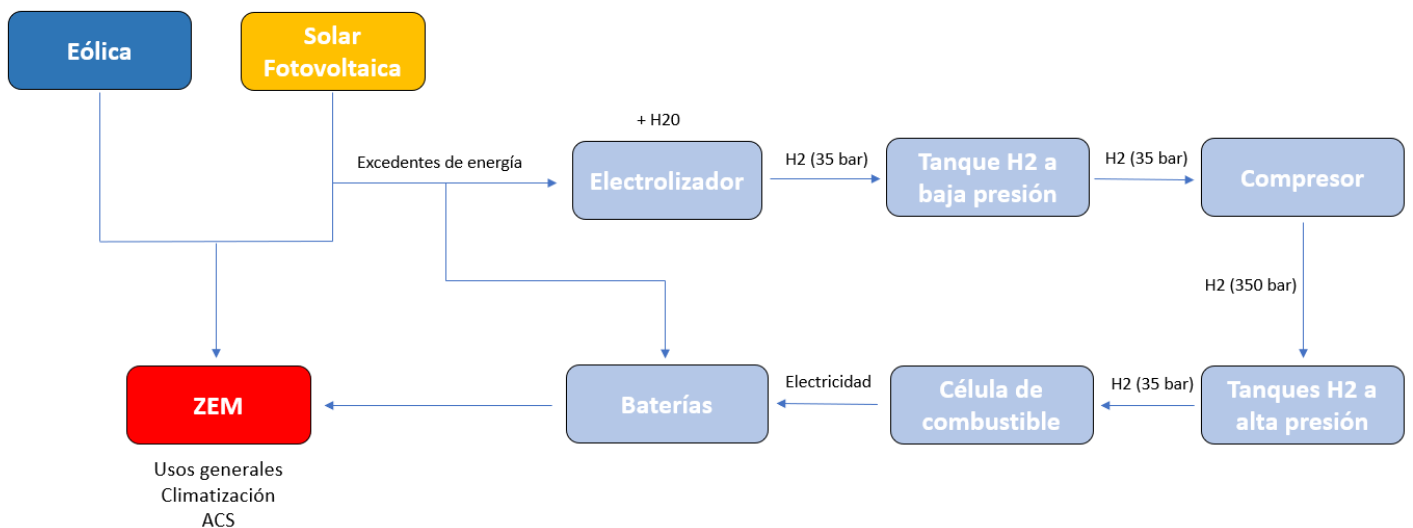 Eólica
Solar
Fotovoltaica
+ H20
Excedentes de energía
Electrolizador
H2 (35 bar)
Tanque H2 a
baja presión
H2 (35 bar)
Compresor
H2 (350 bar)
ZEM
Baterías
Electricidad
Célula de
combustible
H2 (35 bar)
Tanques H2 a
alta presión
Usos generales
Climatización
ACS